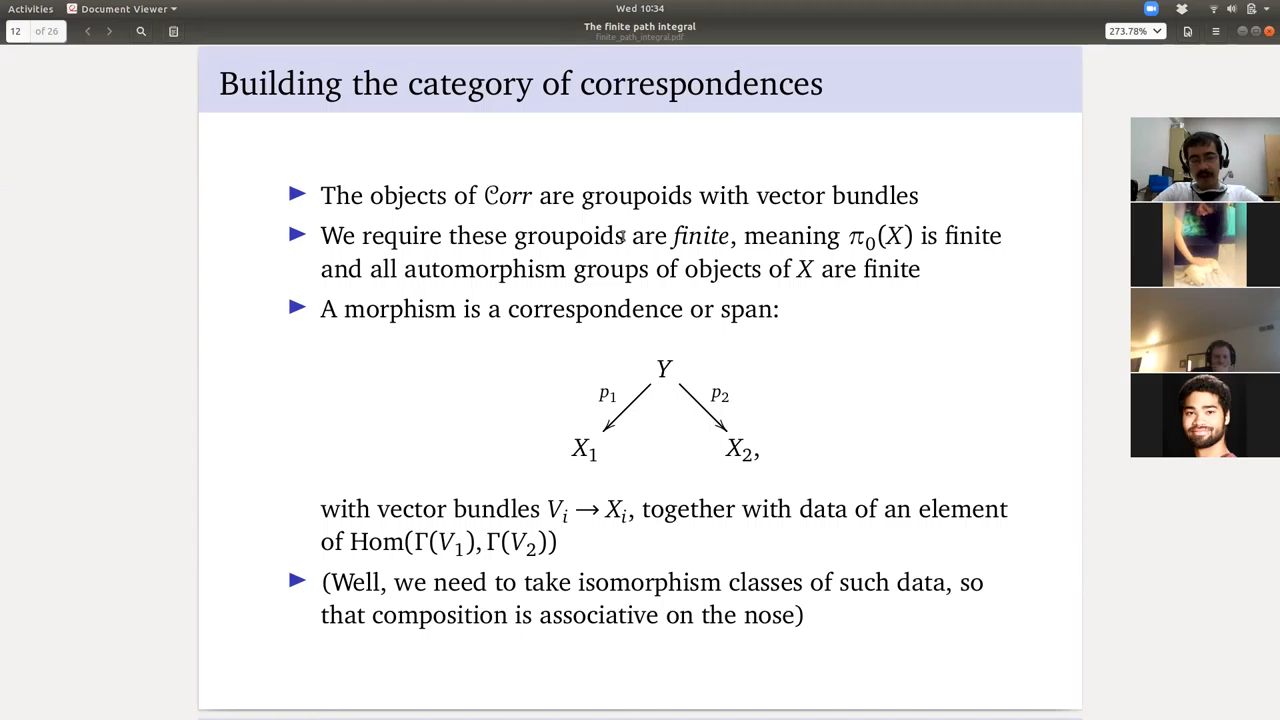 Activities
Document Viewer
Wed 10:34
The finite path integral
finite_path_integral.pdf
12 of 26
273.78%
Building the category of correspondences
The objects of Corr are groupoids with vector bundles
We require these groupoids are finite, meaning π₀(X) is finite
and all automorphism groups of objects of X are finite
A morphism is a correspondence or span:
Y
p₁ p₂
X₁ X₂,
with vector bundles Vᵢ → Xᵢ, together with data of an element
of Hom(Γ(V₁), Γ(V₂))
(Well, we need to take isomorphism classes of such data, so
that composition is associative on the nose)